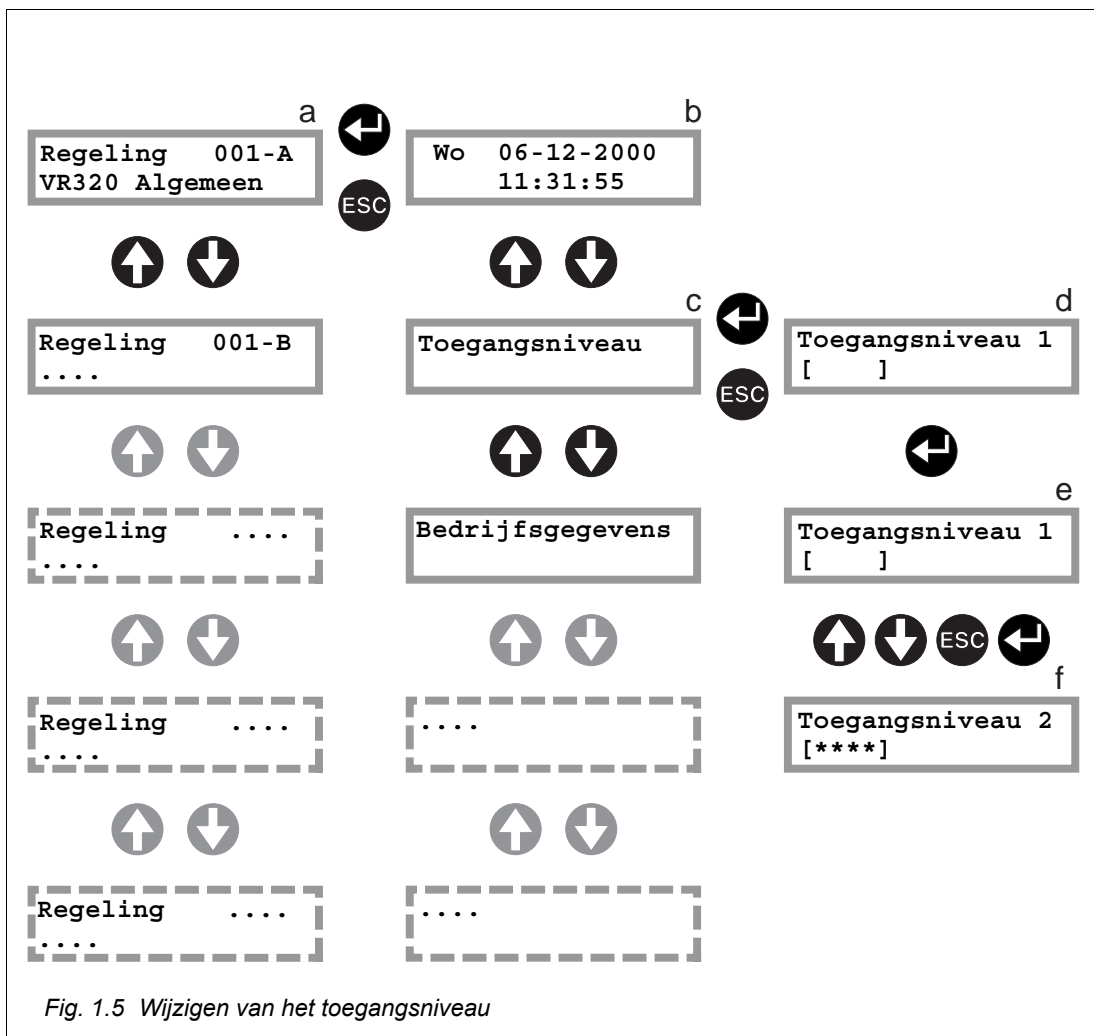 a
Regeling 001-A
VR320 Algemeen
ESC
b
Wo 06-12-2000
11:31:55
Regeling 001-B
....
c
Toegangsniveau
ESC
d
Toegangsniveau 1
[ ]
Regeling ....
....
Bedrijfsgegevens
e
Toegangsniveau 1
[ ]
ESC
Regeling ....
....
....
f
Toegangsniveau 2
[****]
Regeling ....
....
....
Fig. 1.5 Wijzigen van het toegangsniveau